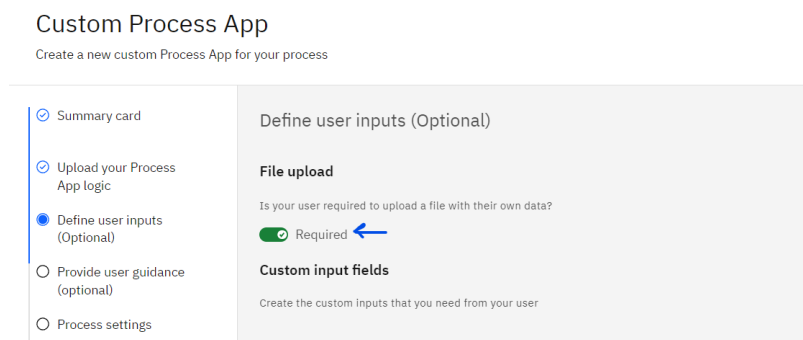 Custom Process App
Create a new custom Process App for your process
Summary card
Upload your Process
App logic
Define user inputs
(Optional)
Provide user guidance
(optional)
Process settings
Define user inputs (Optional)
File upload
Is your user required to upload a file with their own data?
Required
Custom input fields
Create the custom inputs that you need from your user